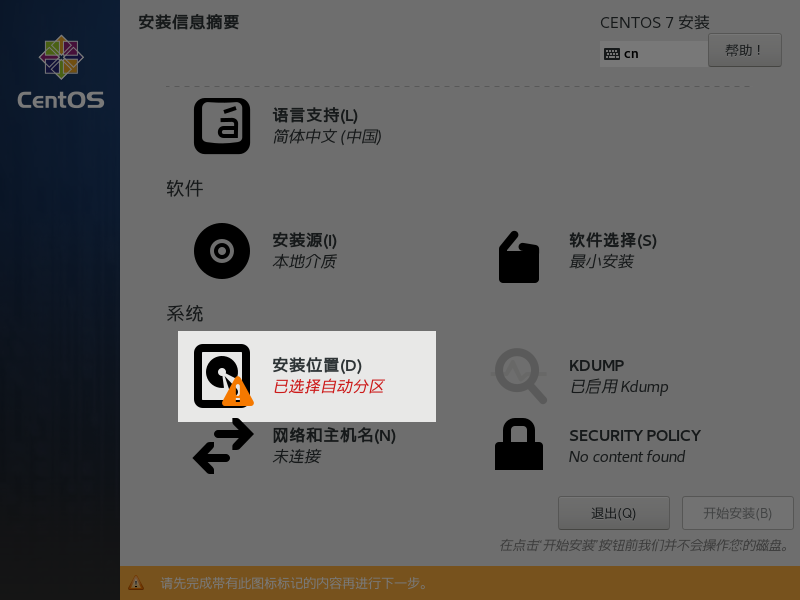 安装信息摘要
CENTOS 7 安装
cn
帮助！
CentOS
语言支持(L)
简体中文 (中国)
软件
安装源(I)
本地介质
软件选择(S)
最小安装
系统
安装位置(D)
已选择自动分区
KDUMP
已启用 Kdump
网络和主机名(N)
未连接
SECURITY POLICY
No content found
退出(Q)
开始安装(B)
在点击‘开始安装’按钮前我们并不会操作您的磁盘。
请先完成带有此图标标记的内容再进行下一步。